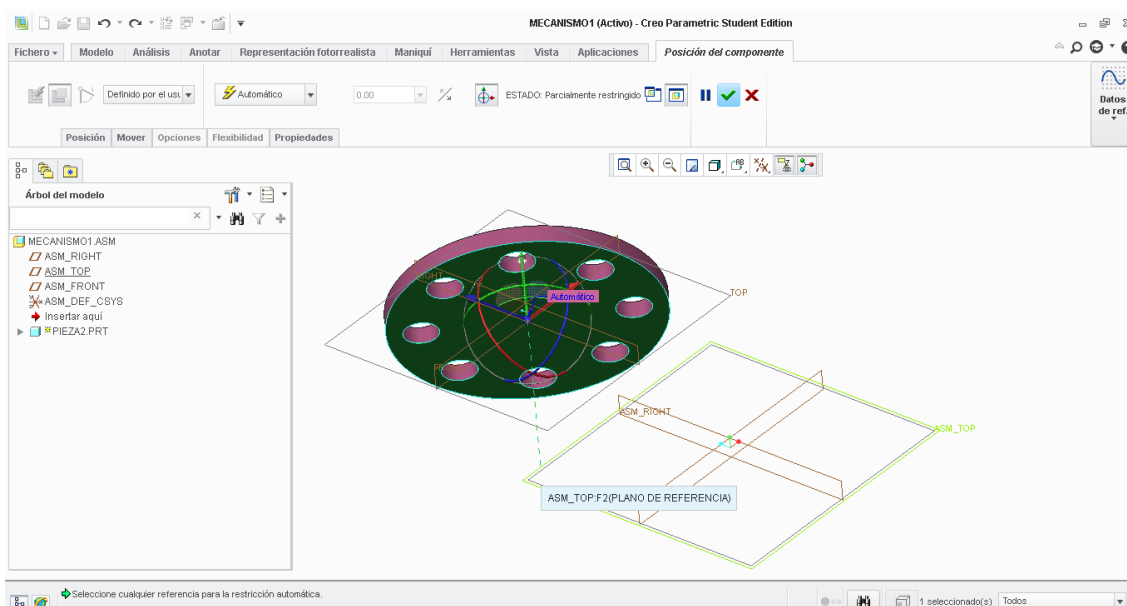 MECANISMO1 (Activo) - Creo Parametric Student Edition
Fichero Modelo Análisis Anotar Representación fotorrealista Maniquí Herramientas Vista Aplicaciones Posición del componente
Definido por el usu. Automático 0.00 ESTADO: Parcialmente restringido
Datos
de ref.
Posición Mover Opciones Flexibilidad Propiedades
Árbol del modelo
MECANISMO1.ASM
ASM_RIGHT
ASM_TOP
ASM_FRONT
ASM_DEF_CSYS
Insertar aquí
PIEZA2.PRT
RIGHT
Automático
TOP
ASM_RIGHT
ASM_TOP
ASM_TOP:F2(PLANO DE REFERENCIA)
Seleccione cualquier referencia para la restricción automática.
1 seleccionado(s) Todos